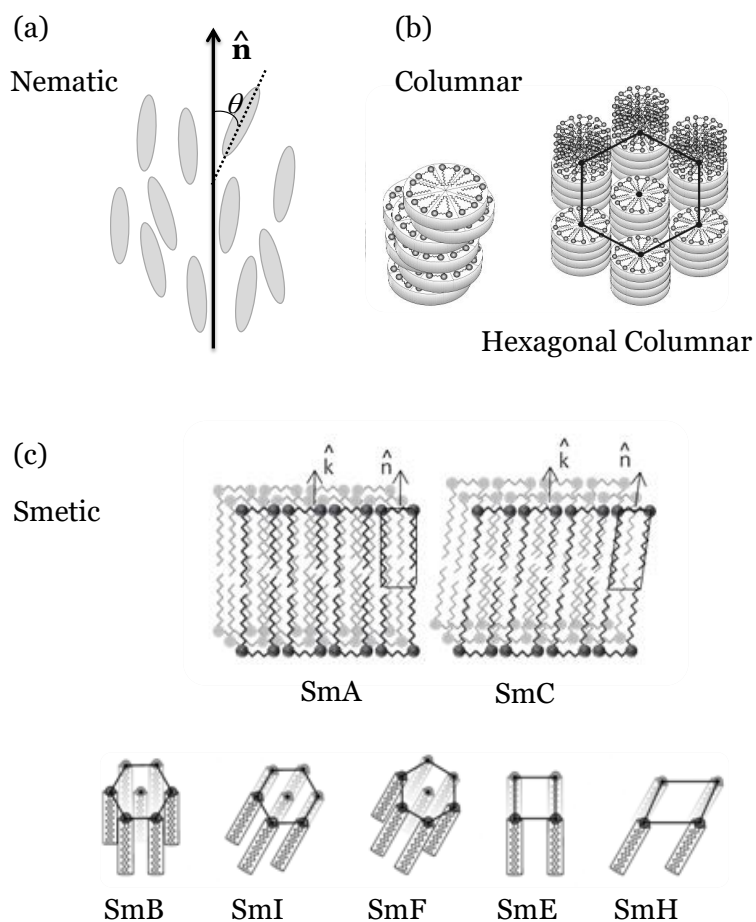 (a)
n̂
Nematic
θ
(b)
Columnar
Hexagonal Columnar
(c)
Smetic
k̂ n̂ k̂ n̂
SmA SmC
SmB SmI SmF SmE SmH